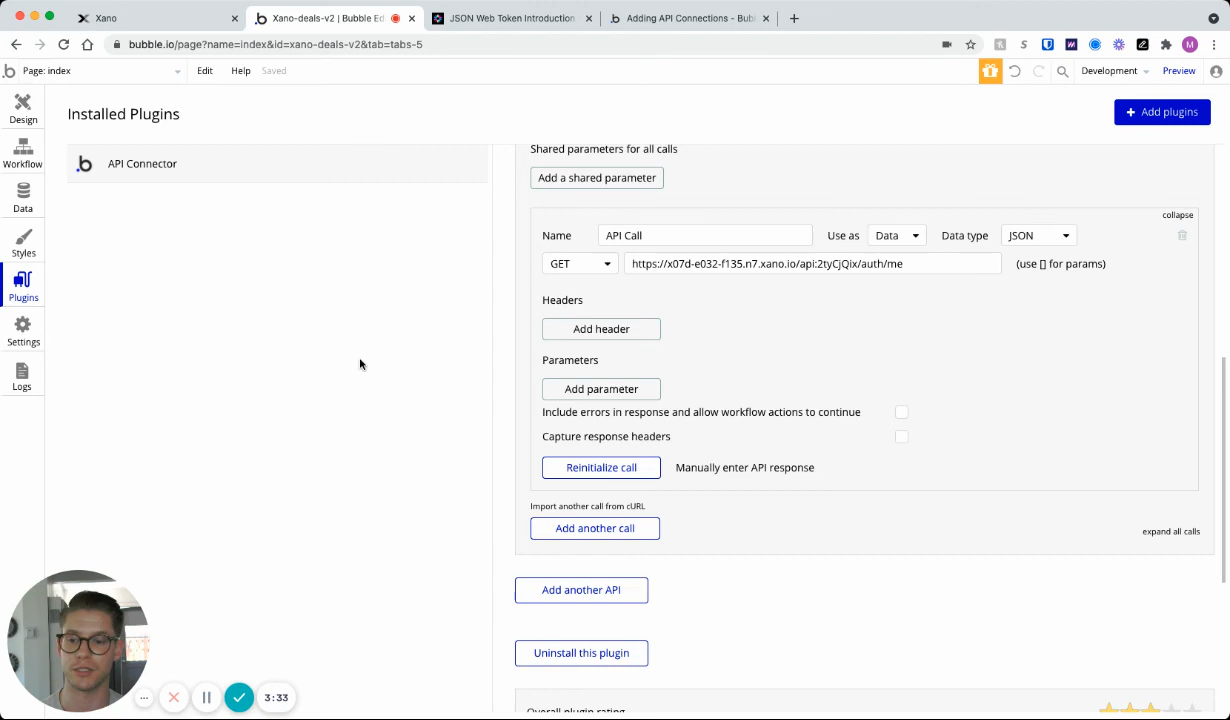 Xano
Xano-deals-v2 | Bubble Ed
JSON Web Token Introduction
Adding API Connections - Bub
bubble.io/page?name=index&id=xano-deals-v2&tab=tabs-5
M
Page: index
Edit
Help
Saved
Development
Preview
Design
Workflow
Data
Styles
Plugins
Settings
Logs
Installed Plugins
+ Add plugins
API Connector
Shared parameters for all calls
Add a shared parameter
collapse
Name
API Call
Use as
Data
Data type
JSON
GET
https://x07d-e032-f135.n7.xano.io/api:2tyCjQix/auth/me
(use [] for params)
Headers
Add header
Parameters
Add parameter
Include errors in response and allow workflow actions to continue
Capture response headers
Reinitialize call
Manually enter API response
Import another call from cURL
Add another call
expand all calls
Add another API
Uninstall this plugin
Overall plugin rating
3:33